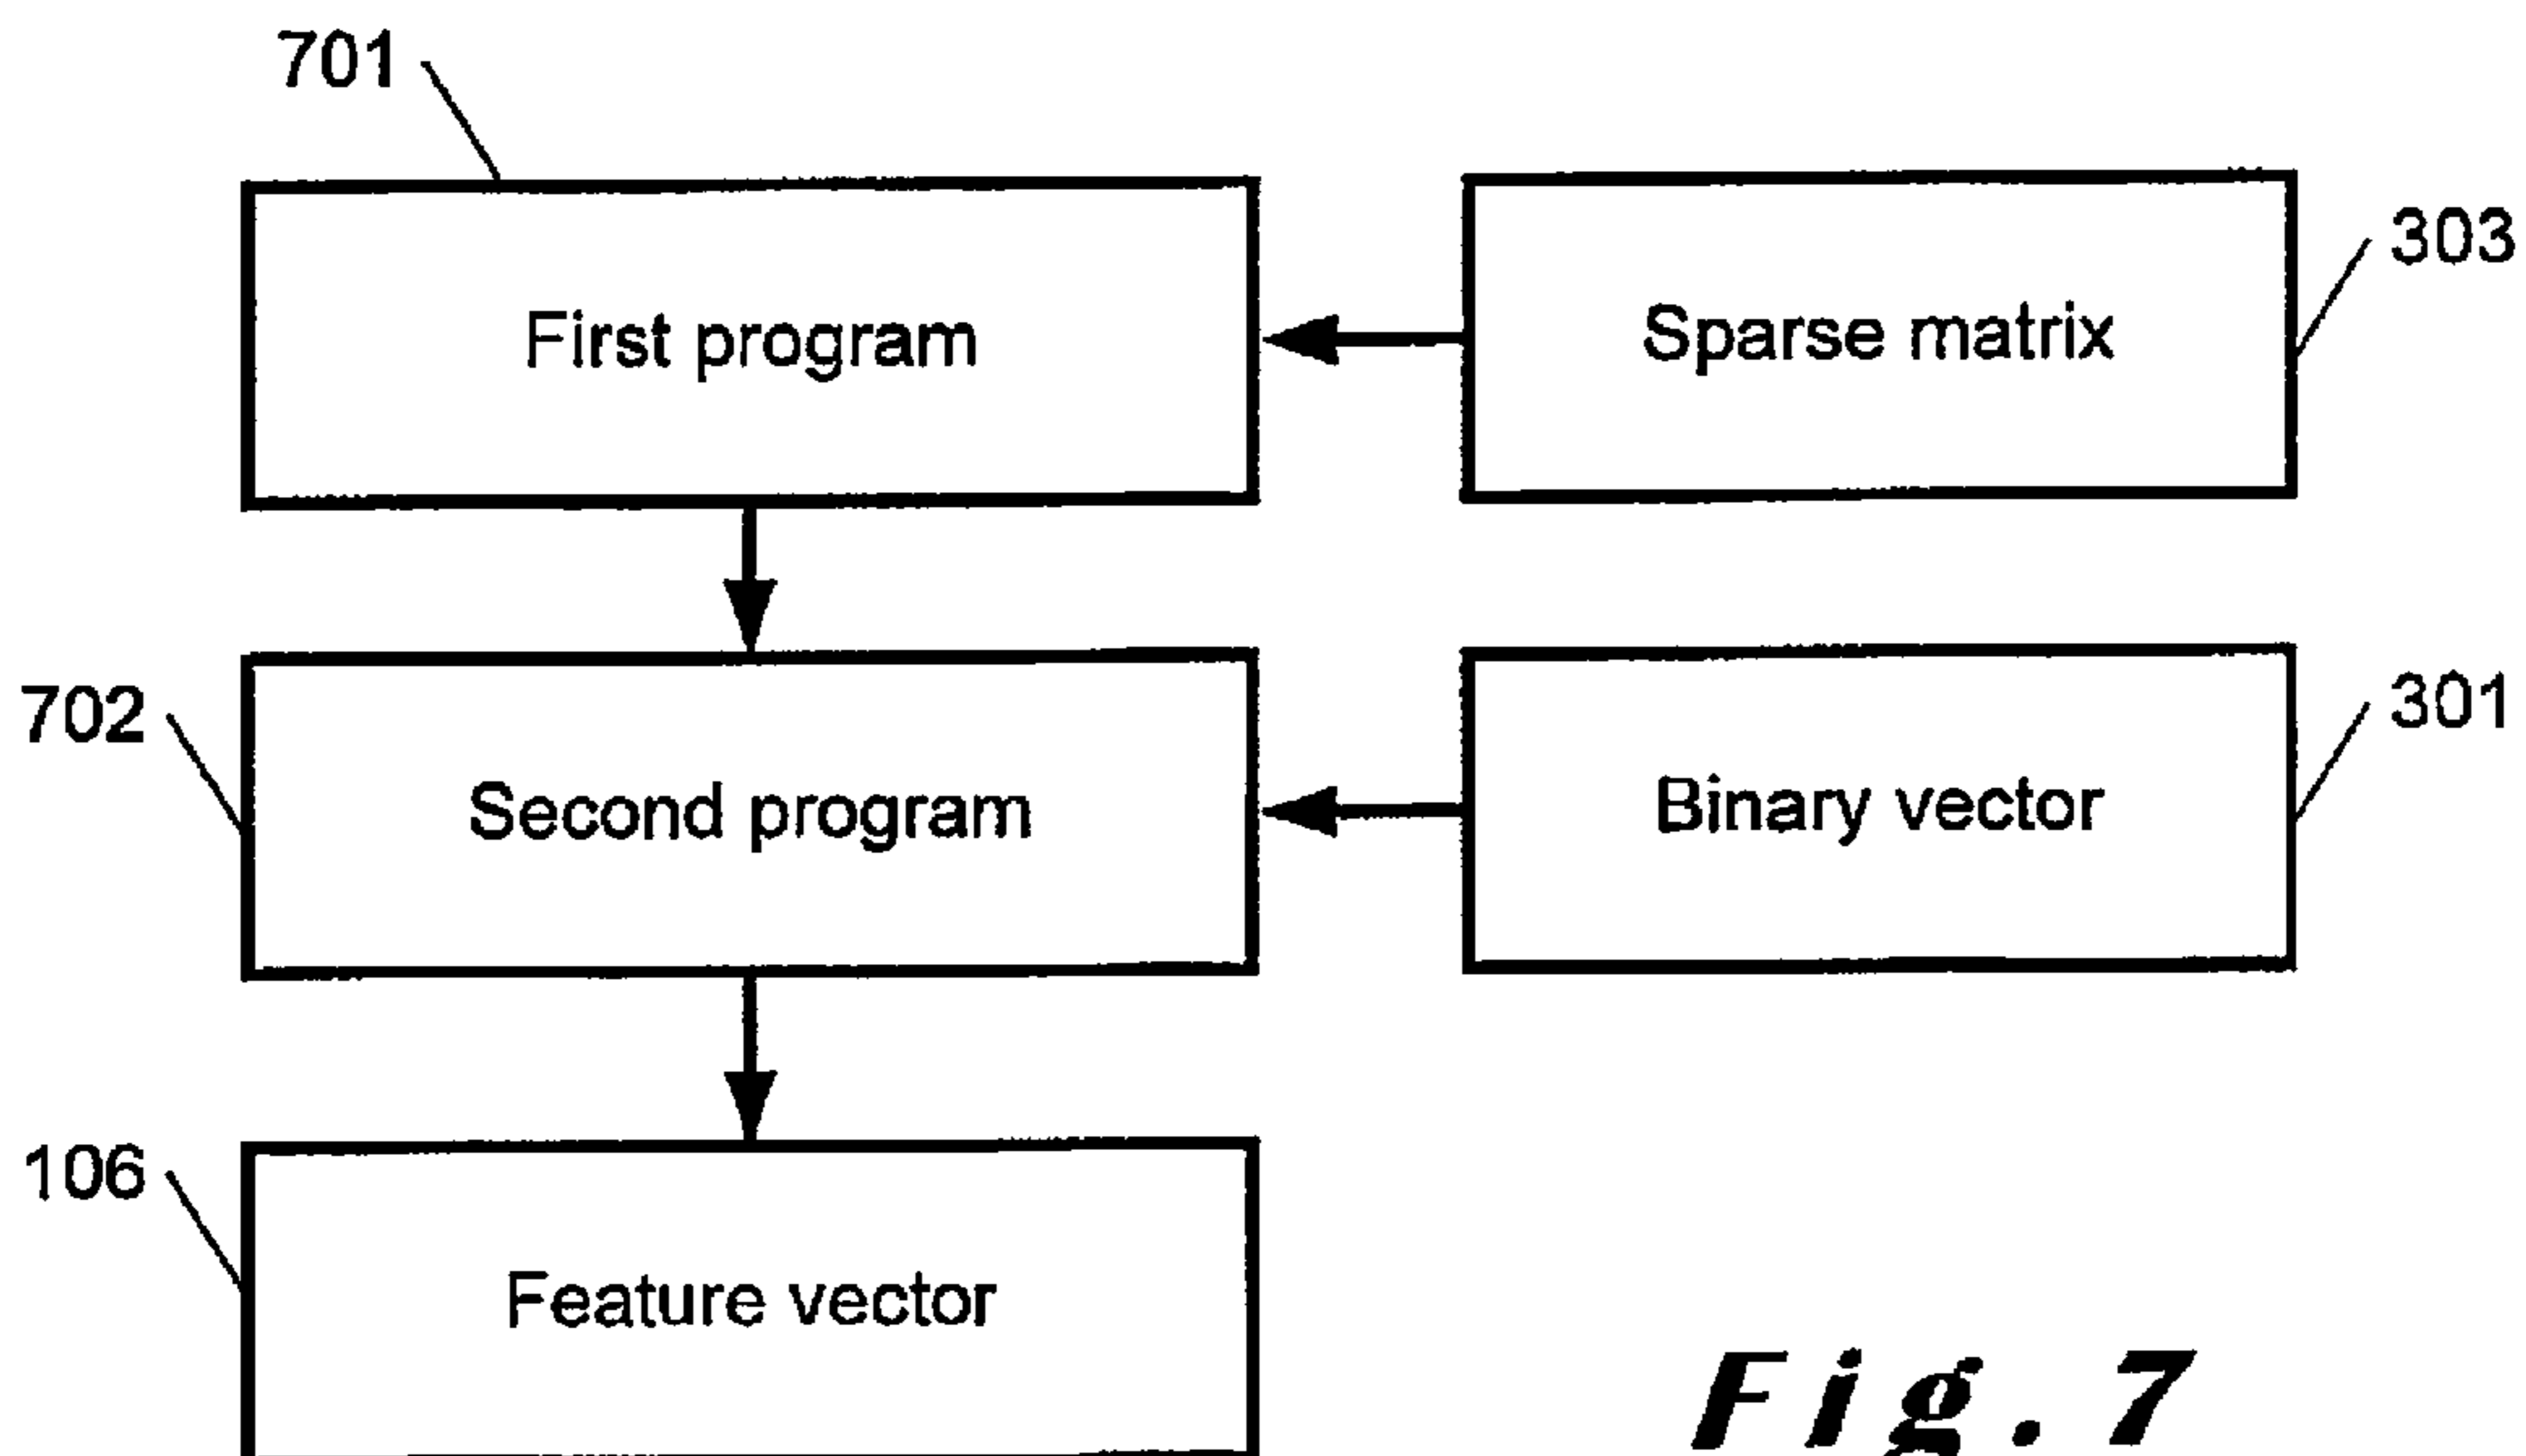 701
First program
Sparse matrix
303
702
Second program
Binary vector
301
106
Feature vector
Fig. 7